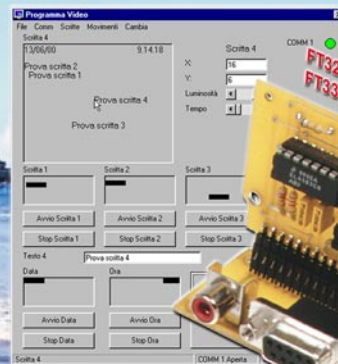 Programma Video
File Comm Scritte Movimenti Cambia
Scritta 4
13/06/00 9.14.18
Prova scritta 2
Prova scritta 1
Prova scritta 4
Prova scritta 3
Scritta 4
X: 16
Y: 6
Luminosità
Tempo
COMM 1
Scritta 1 Scritta 2 Scritta 3
Avvio Scritta 1 Avvio Scritta 2 Avvio Scritta 3
Stop Scritta 1 Stop Scritta 2 Stop Scritta 3
Testo 4 Prova scritta 4
Data Ora
Avvio Data Avvio Ora
Stop Data Stop Ora
Scritta 4 COMM 1 Aperta